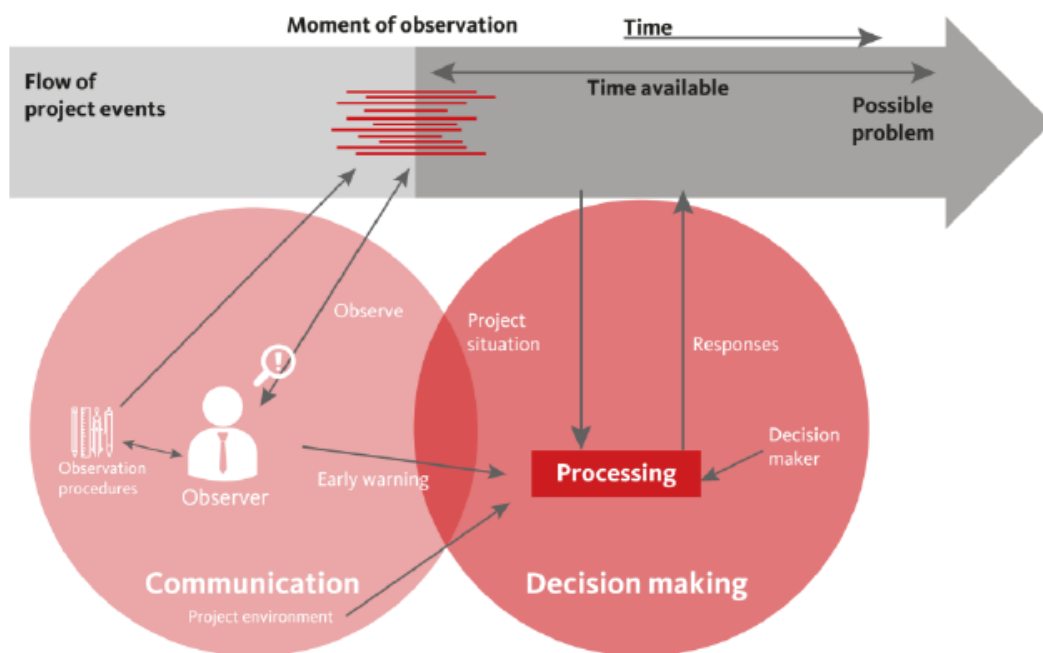 Moment of observation
Time
Flow of
project events
Time available
Possible
problem
Observe
Project
situation
Responses
Observation
procedures
Observer
Early warning
Processing
Decision
maker
Communication
Decision making
Project environment